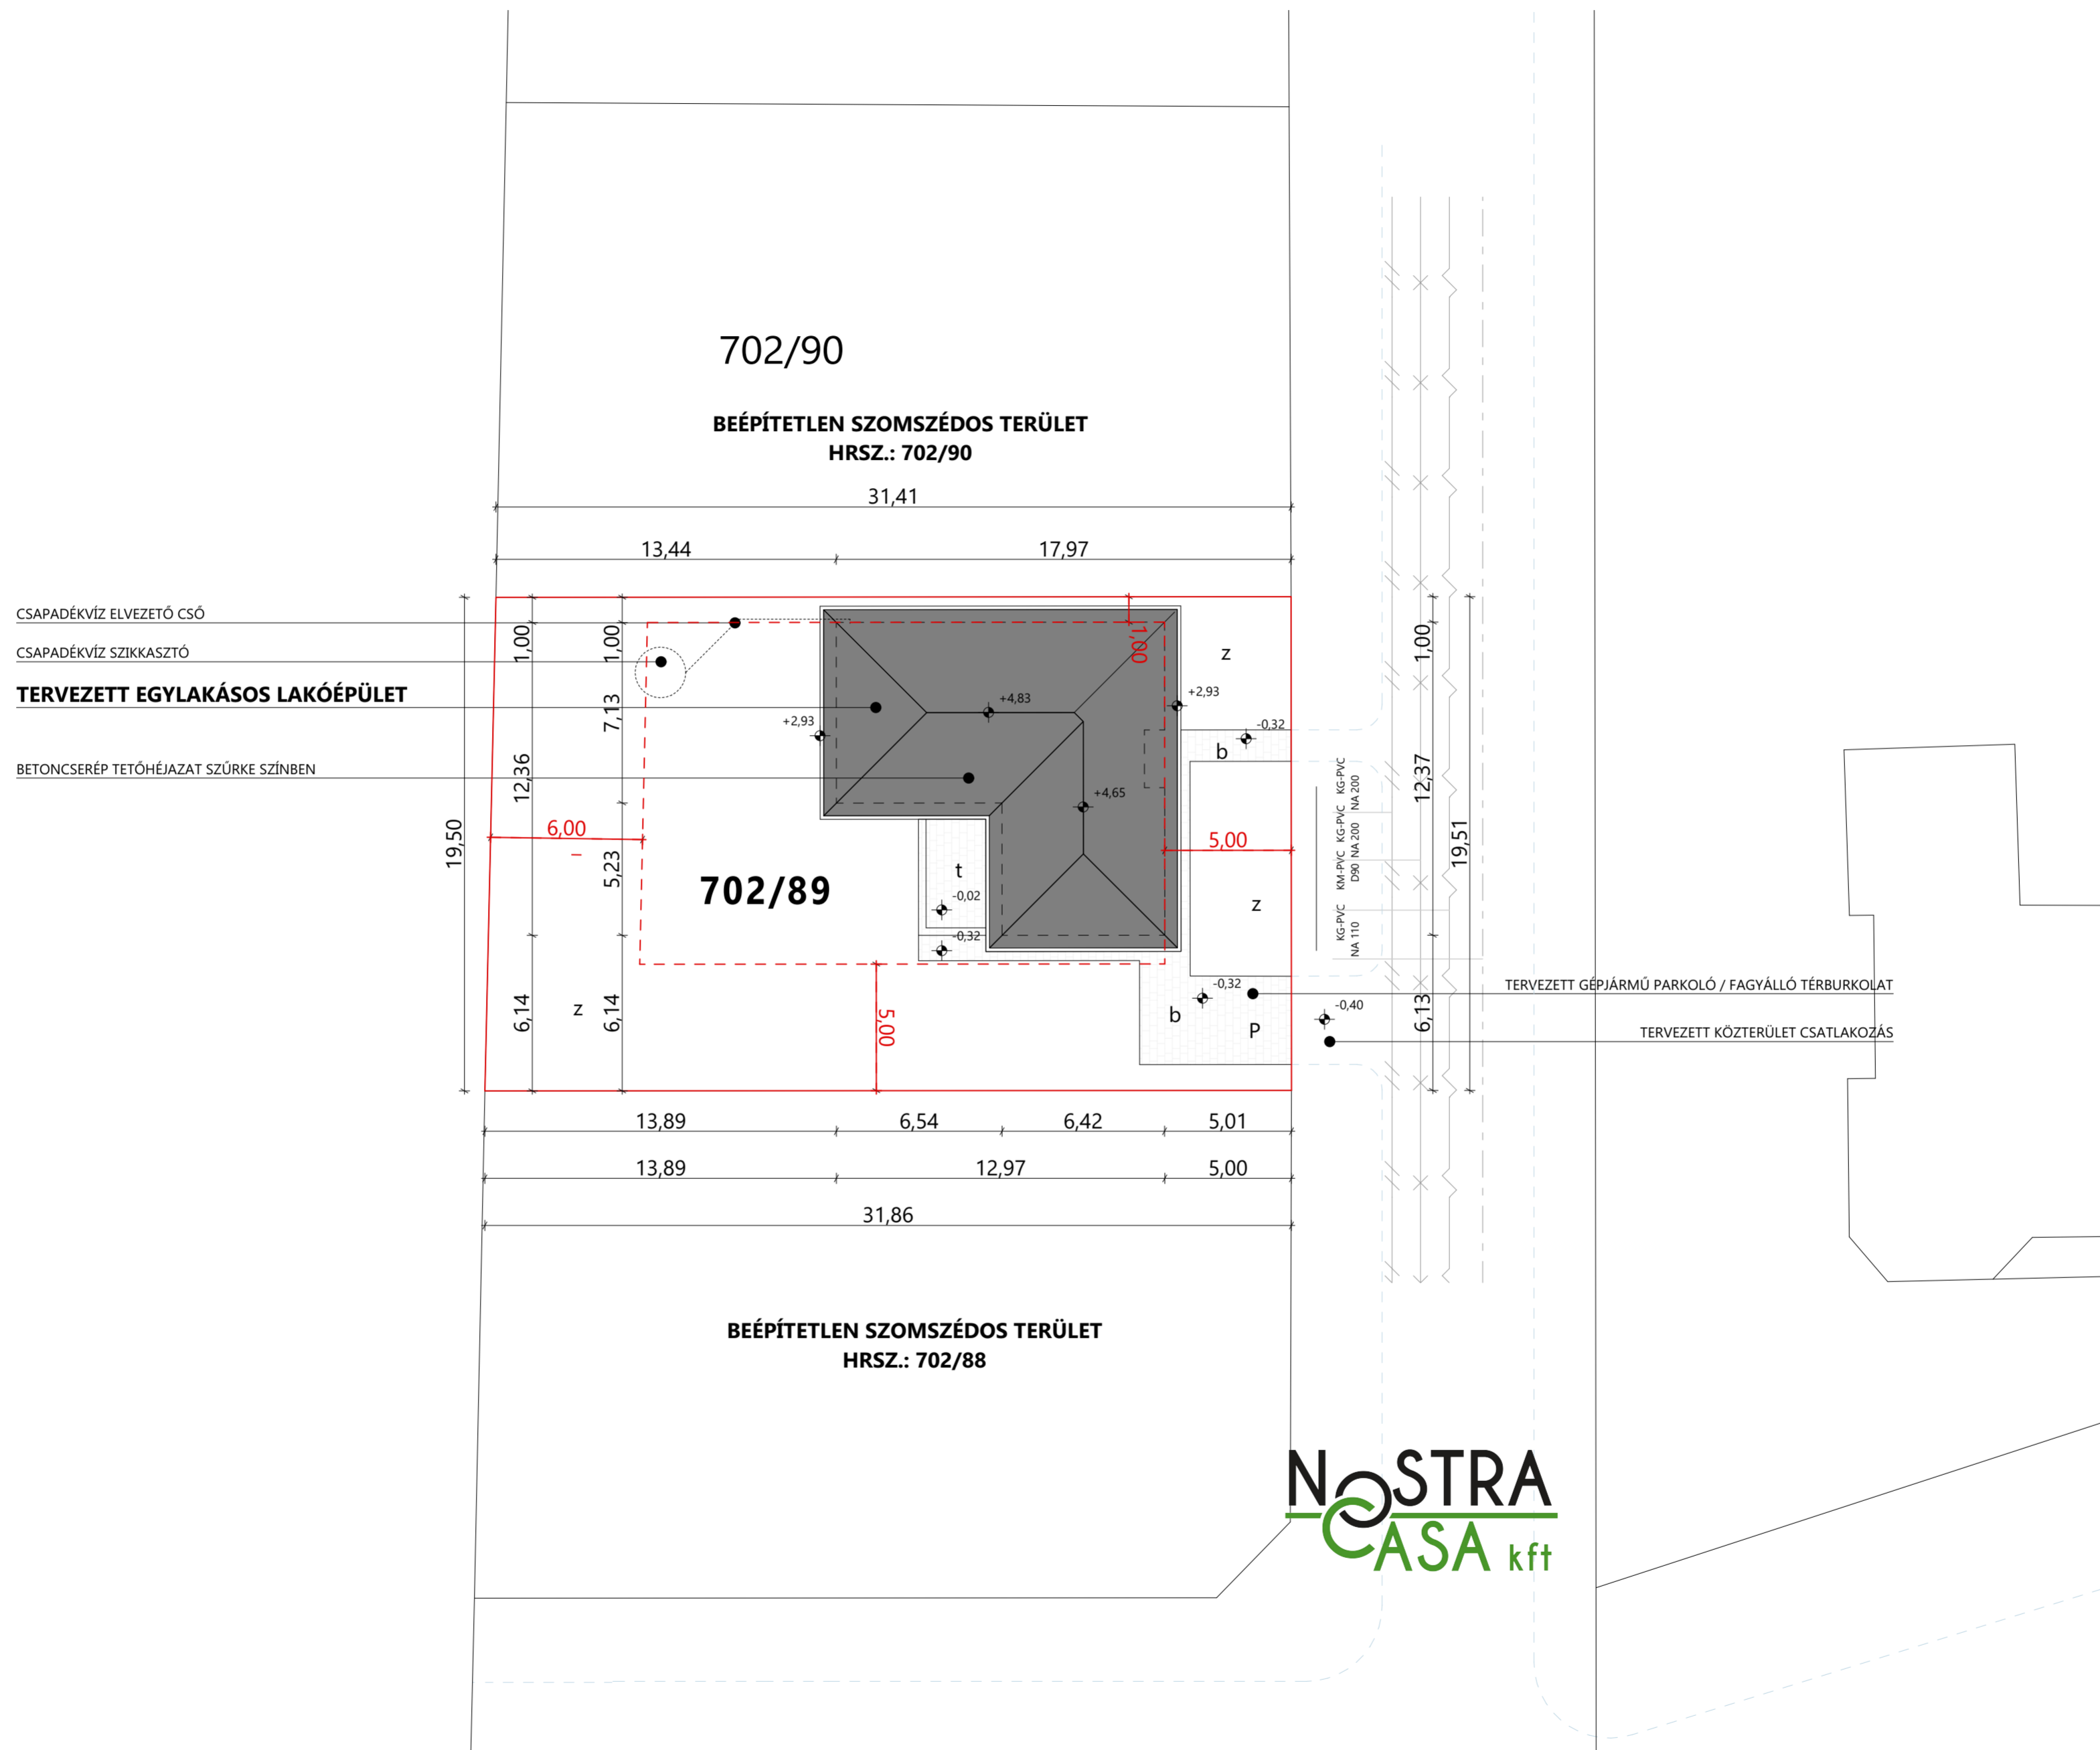 702/90
BEÉPÍTETLEN SZOMSZÉDOS TERÜLET
HRSZ.: 702/90
31,41
13,44
17,97
CSAPADÉKVÍZ ELVEZETŐ CSŐ
CSAPADÉKVÍZ SZIKKASZTÓ
TERVEZETT EGYLAKÁSOS LAKÓÉPÜLET
BETONCSERÉP TETŐHÉJAZAT SZŰRKE SZÍNBEN
19,50
1,00
12,36
6,14
1,00
7,13
5,23
6,14
6,00
z
702/89
+2,93
+4,83
+4,65
+2,93
1,00
z
-0,32
b
t
-0,02
-0,32
5,00
z
5,00
-0,32
b
P
-0,40
KG-PVC
NA 200
KG-PVC
NA 200
KM-PVC
D90
KG-PVC
NA 110
1,00
12,37
6,13
19,51
TERVEZETT GÉPJÁRMŰ PARKOLÓ / FAGYÁLLÓ TÉRBURKOLAT
TERVEZETT KÖZTERÜLET CSATLAKOZÁS
13,89
6,54
6,42
5,01
13,89
12,97
5,00
31,86
BEÉPÍTETLEN SZOMSZÉDOS TERÜLET
HRSZ.: 702/88
NOSTRA
CASA kft